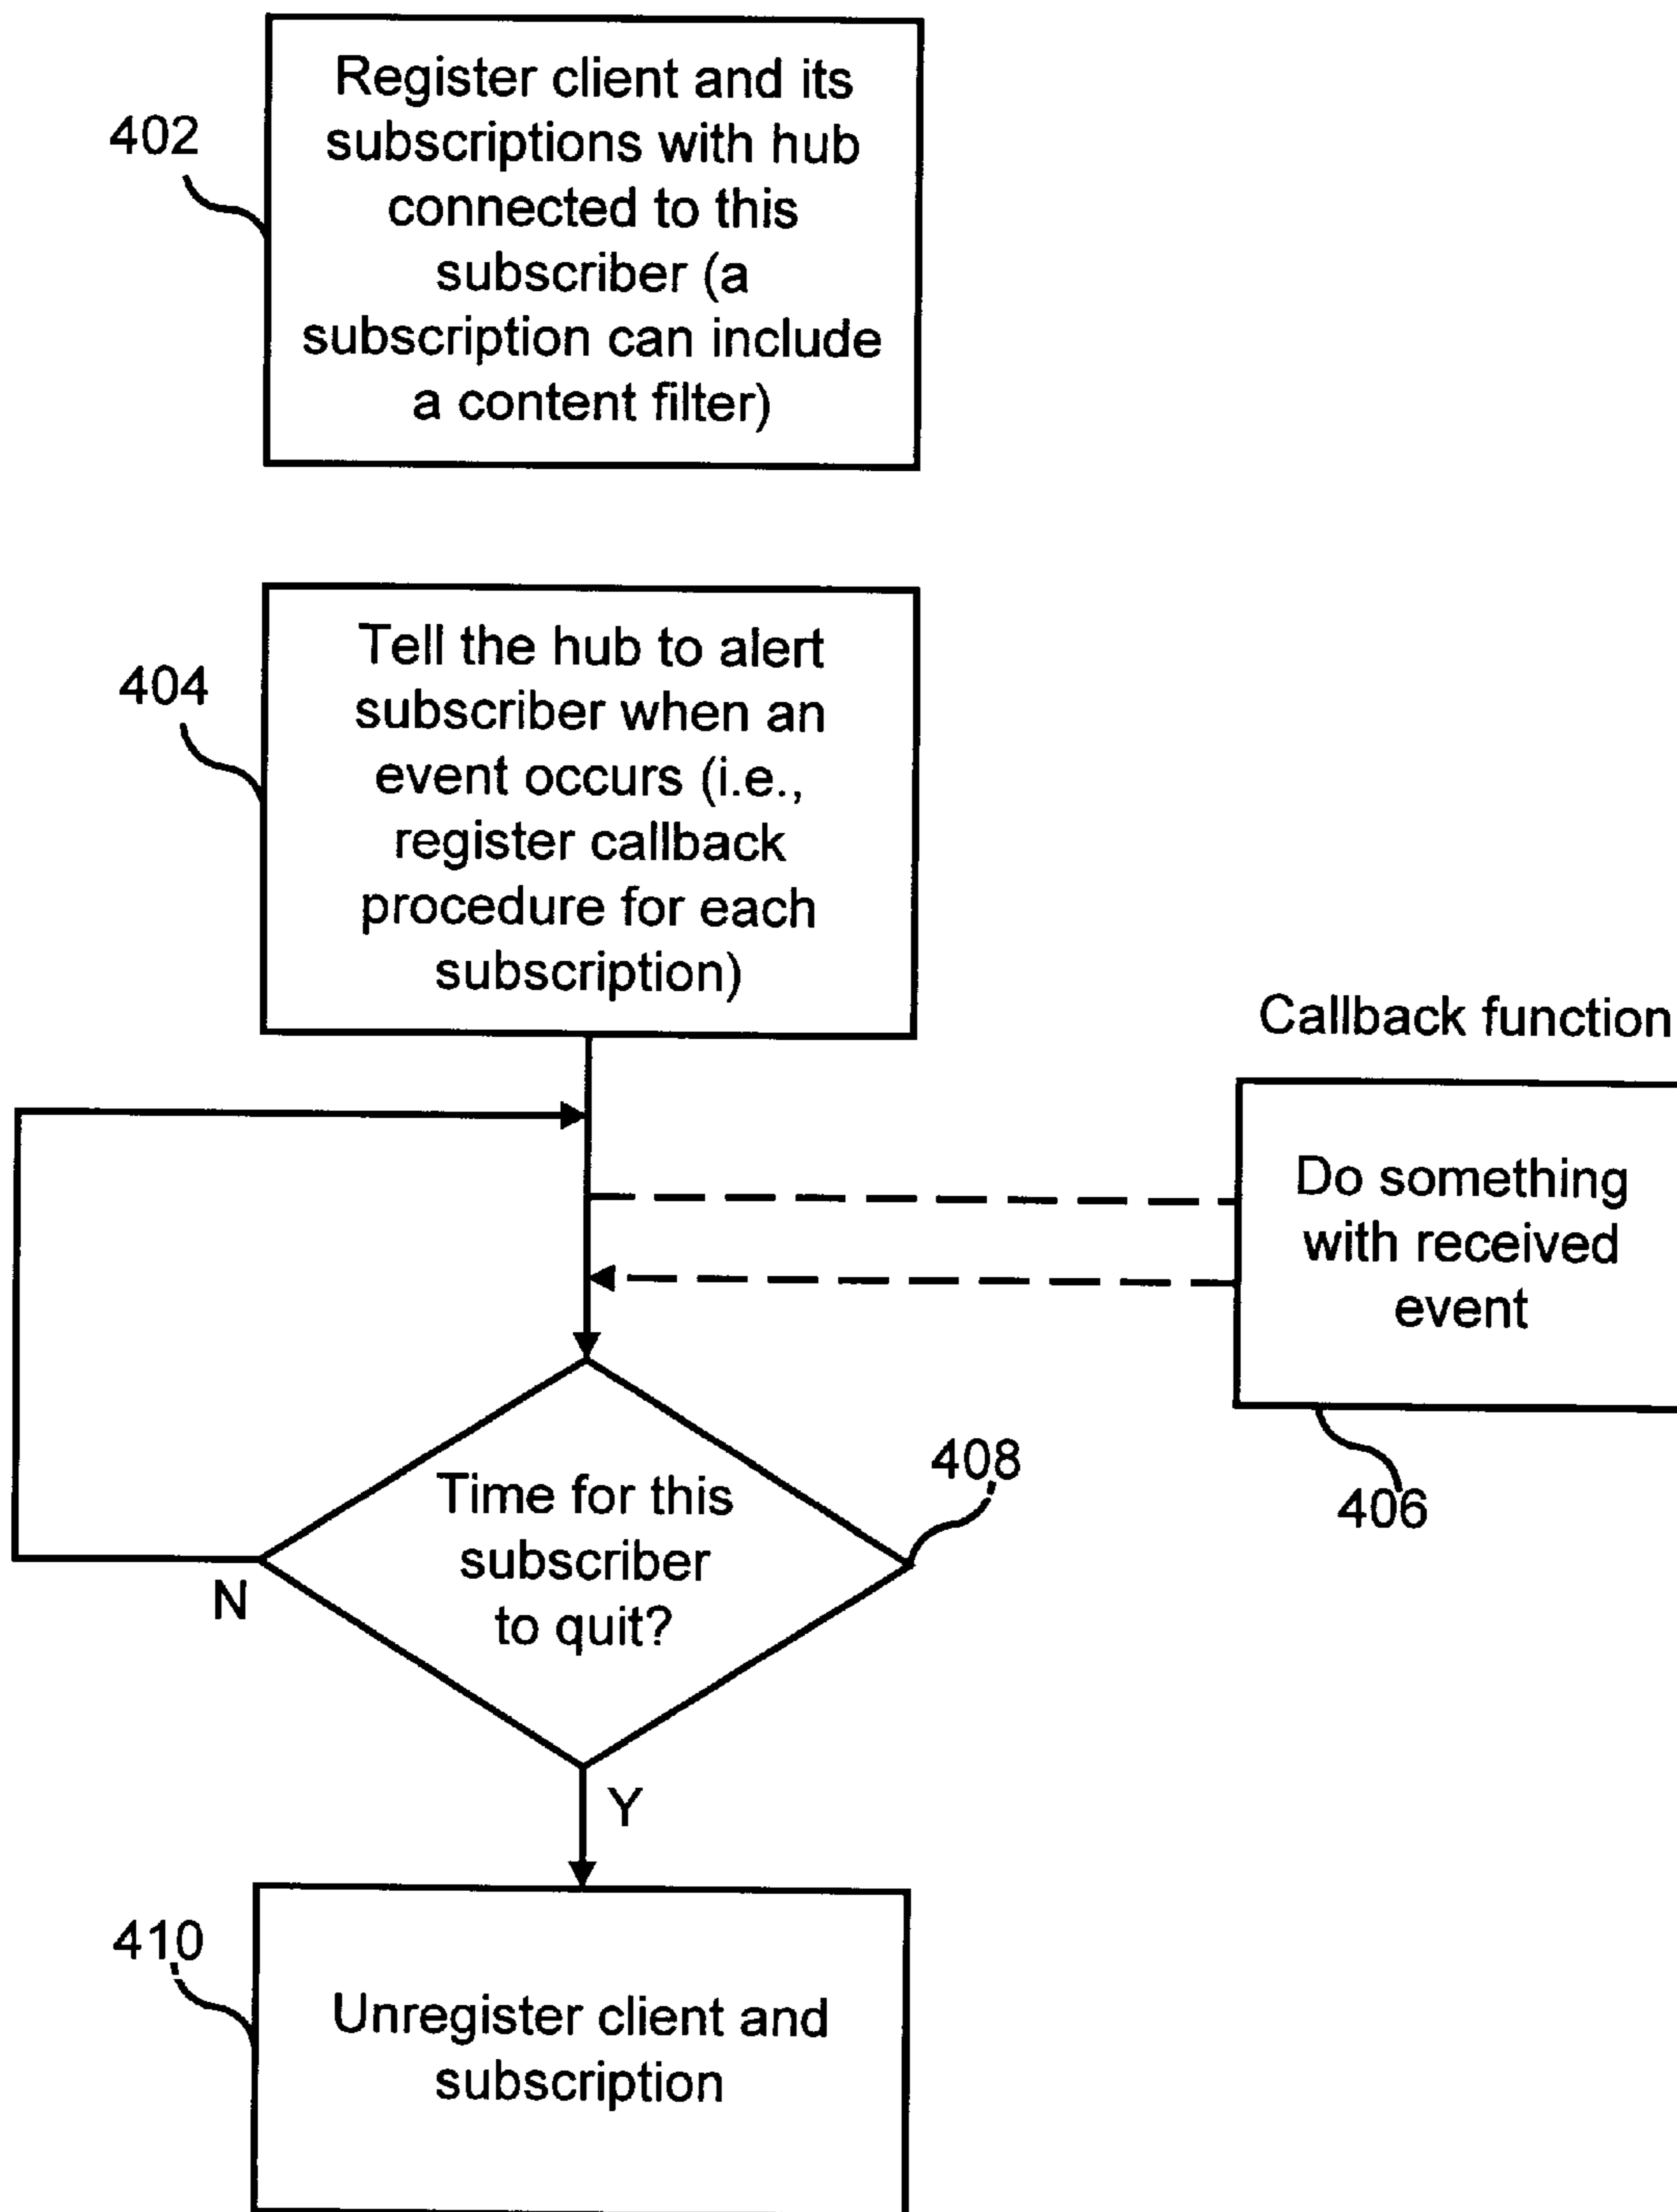 402
Register client and its
subscriptions with hub
connected to this
subscriber (a
subscription can include
a content filter)
404
Tell the hub to alert
subscriber when an
event occurs (i.e.,
register callback
procedure for each
subscription)
Callback function
Do something
with received
event
406
408
Time for this
subscriber
to quit?
N
Y
410
Unregister client and
subscription